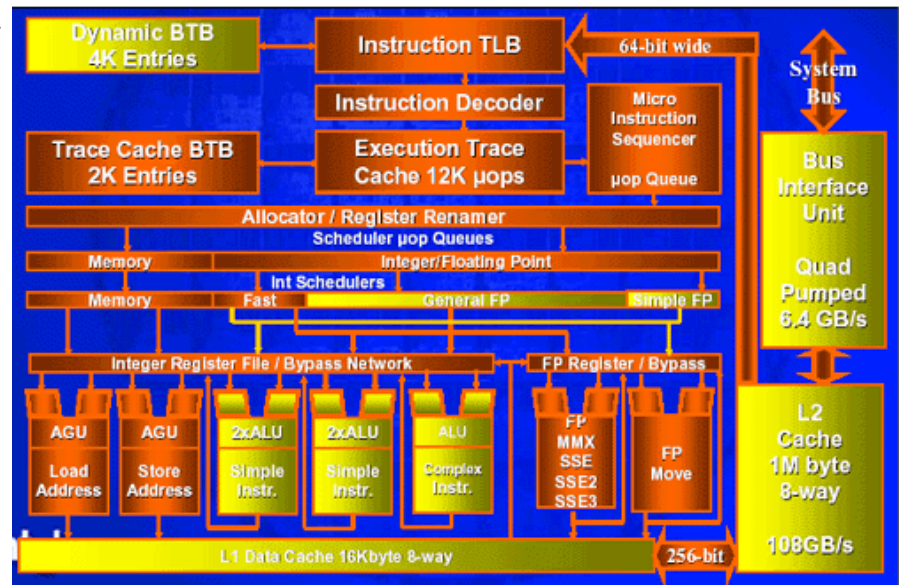 Dynamic BTB
4K Entries
Instruction TLB
64-bit wide
System
Bus
Instruction Decoder
Micro
Instruction
Sequencer
µop Queue
Trace Cache BTB
2K Entries
Execution Trace
Cache 12K µops
Bus
Interface
Unit
Quad
Pumped
6.4 GB/s
Allocator / Register Renamer
Scheduler µop Queues
Memory
Integer/Floating Point
Int Schedulers
Memory
Fast
General FP
Simple FP
Integer Register File / Bypass Network
FP Register / Bypass
AGU
Load
Address
AGU
Store
Address
2xALU
Simple
Instr.
2xALU
Simple
Instr.
ALU
Complex
Instr.
FP
MMX
SSE
SSE2
SSE3
FP
Move
L2
Cache
1M byte
8-way
108GB/s
L1 Data Cache 16Kbyte 8-way
256-bit